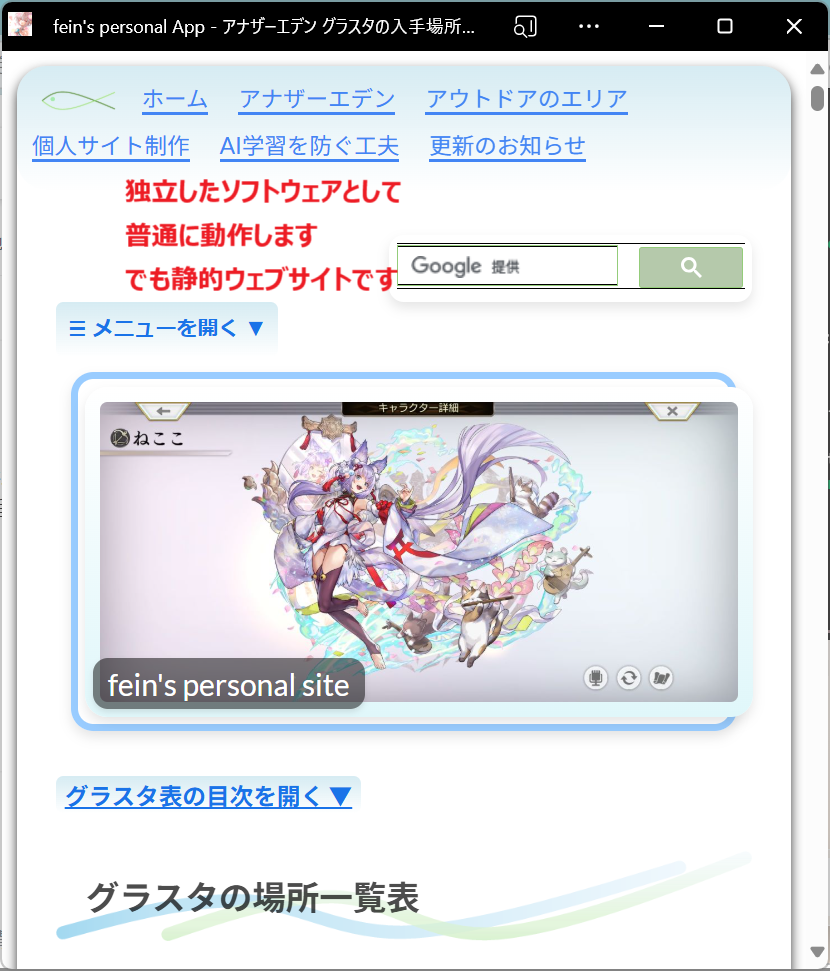 fein's personal App - アナザーエデン グラスタの入手場所...
ホーム アナザーエデン アウトドアのエリア
個人サイト制作 AI学習を防ぐ工夫 更新のお知らせ
独立したソフトウェアとして
普通に動作します
でも静的ウェブサイトです
Google 提供
☰ メニューを開く ▼
キャラクター詳細
ねここ
fein's personal site
グラスタ表の目次を開く ▼
グラスタの場所一覧表